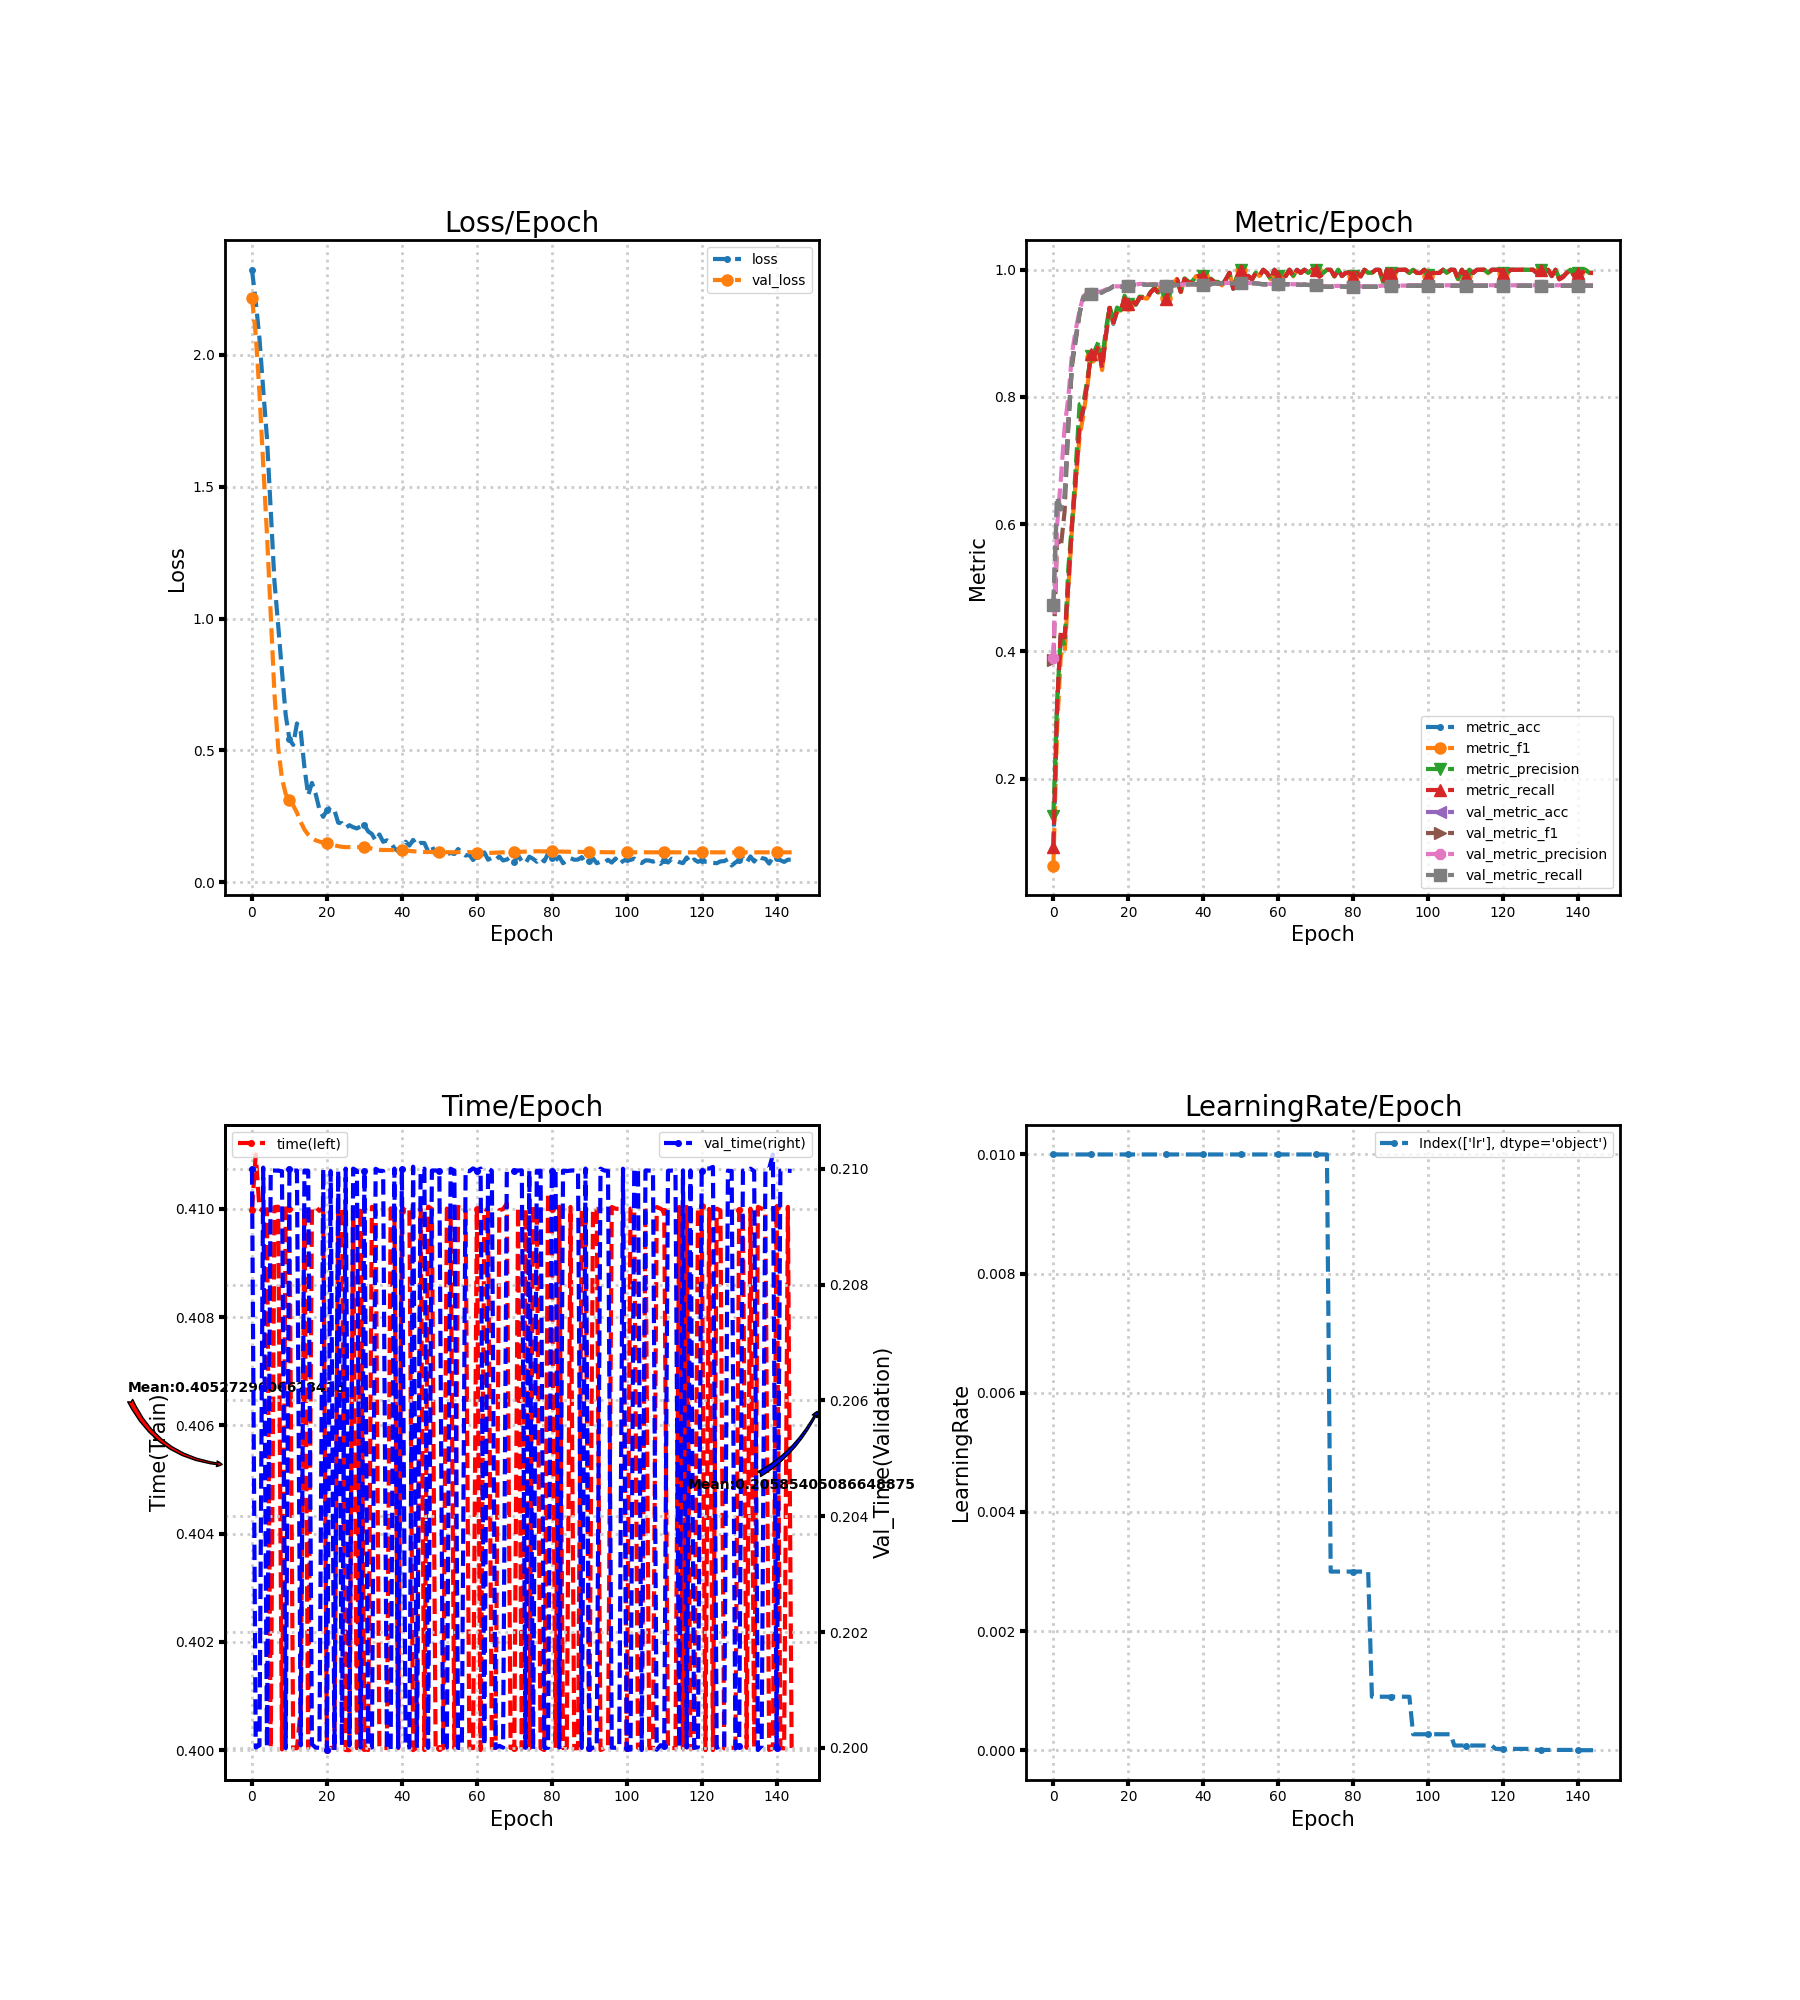 Loss/Epoch
loss
val_loss
2.0
1.5
1.0
0.5
0.0
Loss
0 20 40 60 80 100 120 140
Epoch
Metric/Epoch
1.0
0.8
0.6
0.4
0.2
Metric
metric_acc
metric_f1
metric_precision
metric_recall
val_metric_acc
val_metric_f1
val_metric_precision
val_metric_recall
0 20 40 60 80 100 120 140
Epoch
Time/Epoch
time(left)
val_time(right)
0.410
0.408
0.406
0.404
0.402
0.400
Time(Train)
0.210
0.208
0.206
0.204
0.202
0.200
Val_Time(Validation)
Mean:0.20585405086648875
0 20 40 60 80 100 120 140
Epoch
LearningRate/Epoch
Index(['lr'], dtype='object')
0.010
0.008
0.006
0.004
0.002
0.000
LearningRate
0 20 40 60 80 100 120 140
Epoch